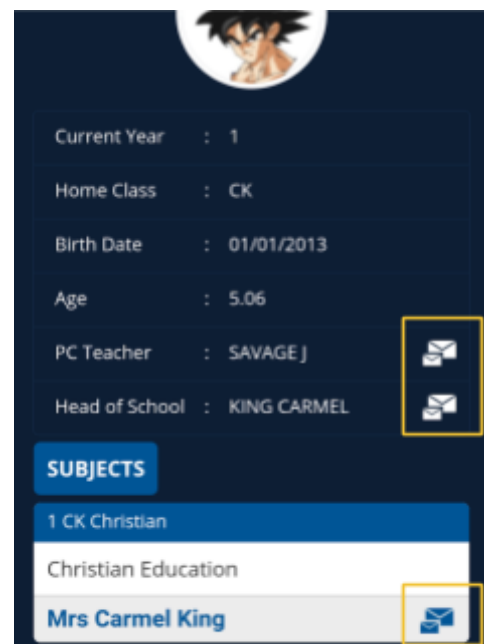 Current Year : 1
Home Class : CK
Birth Date : 01/01/2013
Age : 5.06
PC Teacher : SAVAGE J
Head of School : KING CARMEL
SUBJECTS
1 CK Christian
Christian Education
Mrs Carmel King